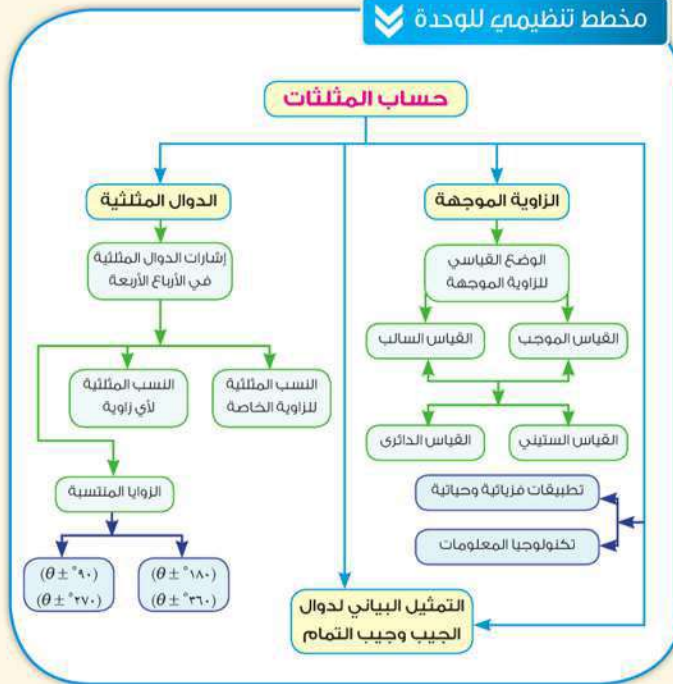 مخطط تنظيمي للوحدة
حساب المثلثات
الزاوية الموجهة
الوضع القياسي
للزاوية الموجهة
القياس الموجب
القياس السالب
القياس الستيني
القياس الدائرى
تطبيقات فزيائية وحياتية
تكنولوجيا المعلومات
الدوال المثلثية
إشارات الدوال المثلثية
في الأرباع الأربعة
النسب المثلثية
للزاوية الخاصة
النسب المثلثية
لأي زاوية
الزوايا المنتسبة
(θ ± °١٨٠)
(θ ± °٣٦٠)
(θ ± °٩٠)
(θ ± °٢٧٠)
التمثيل البياني لدوال
الجيب وجيب التمام